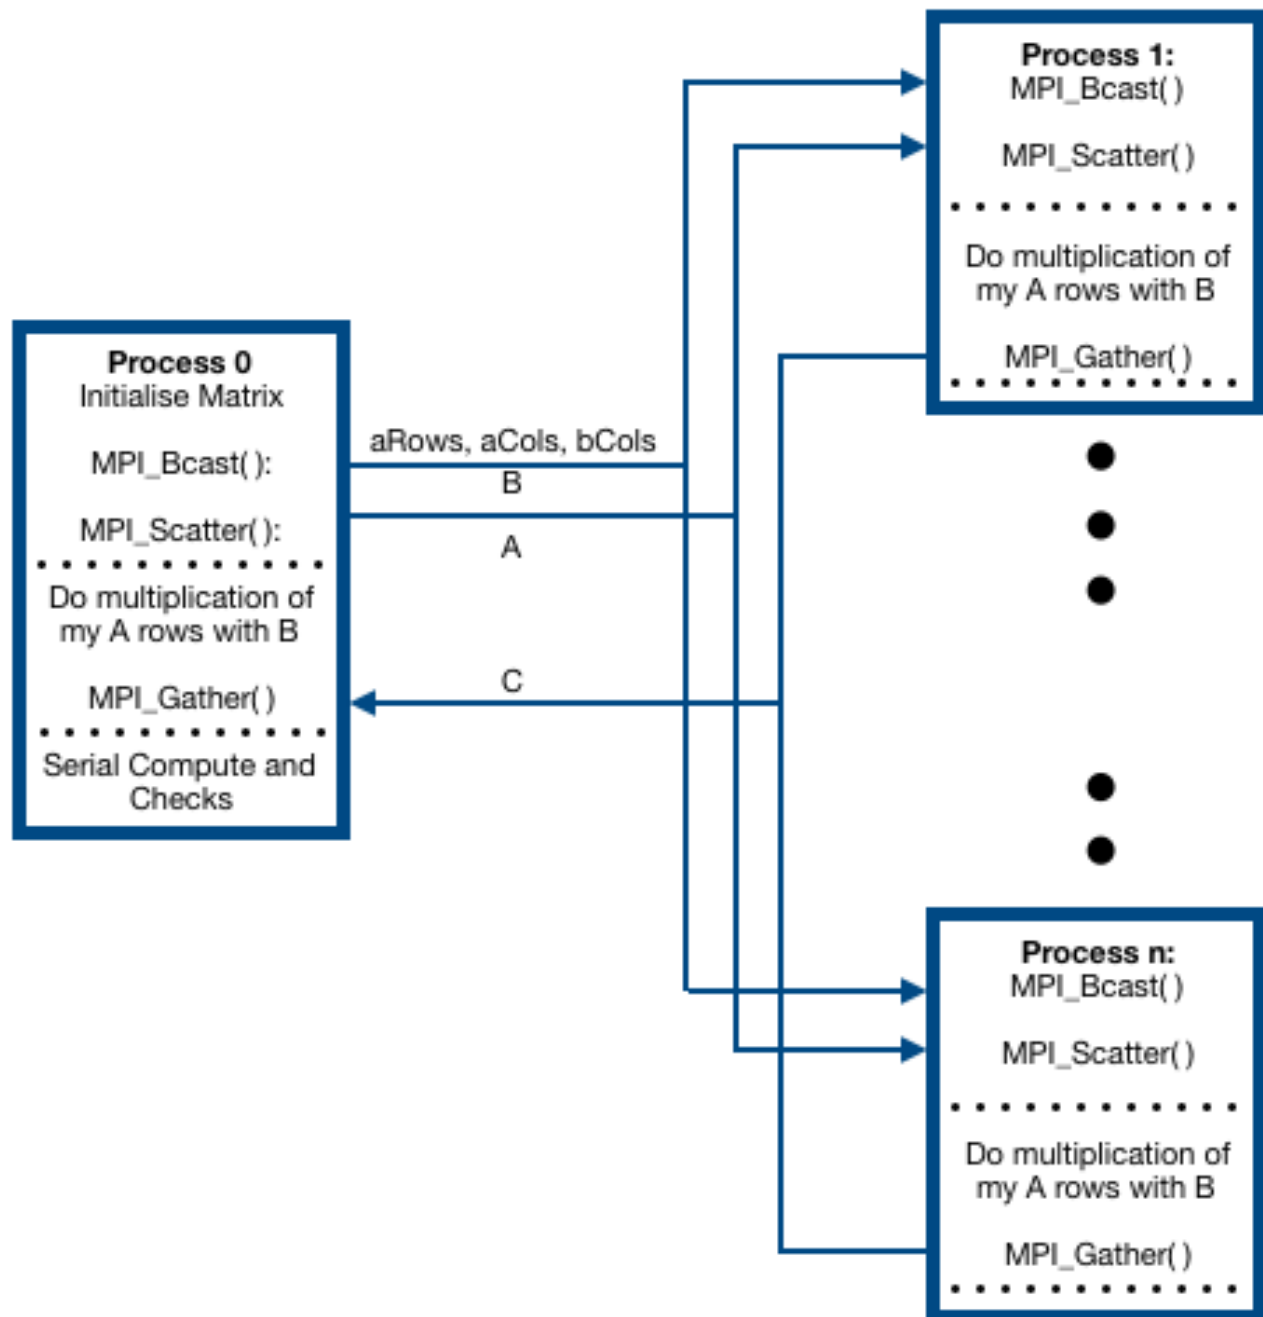 Process 1:
MPI_Bcast( )
MPI_Scatter( )
Do multiplication of
my A rows with B
MPI_Gather( )
Process 0
Initialise Matrix
MPI_Bcast( ):
MPI_Scatter( ):
Do multiplication of
my A rows with B
MPI_Gather( )
Serial Compute and
Checks
aRows, aCols, bCols
B
A
C
Process n:
MPI_Bcast( )
MPI_Scatter( )
Do multiplication of
my A rows with B
MPI_Gather( )